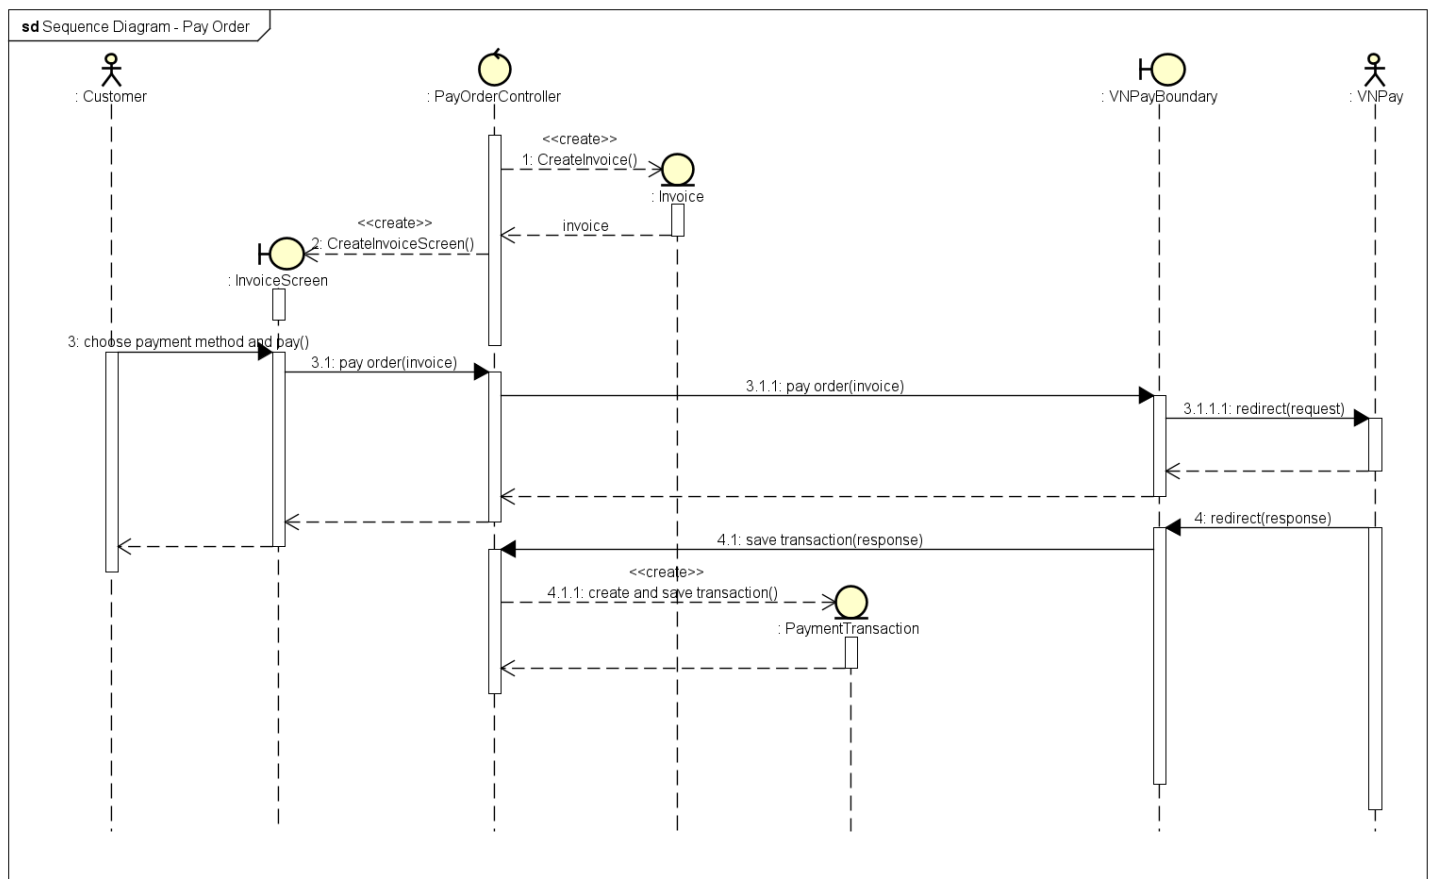 sd Sequence Diagram - Pay Order
: Customer
: PayOrderController
: VNPayBoundary
: VNPay
<<create>>
1: CreateInvoice()
: Invoice
invoice
<<create>>
2: CreateInvoiceScreen()
: InvoiceScreen
3: choose payment method and pay()
3.1: pay order(invoice)
3.1.1: pay order(invoice)
3.1.1.1: redirect(request)
4: redirect(response)
4.1: save transaction(response)
<<create>>
4.1.1: create and save transaction()
: PaymentTransaction